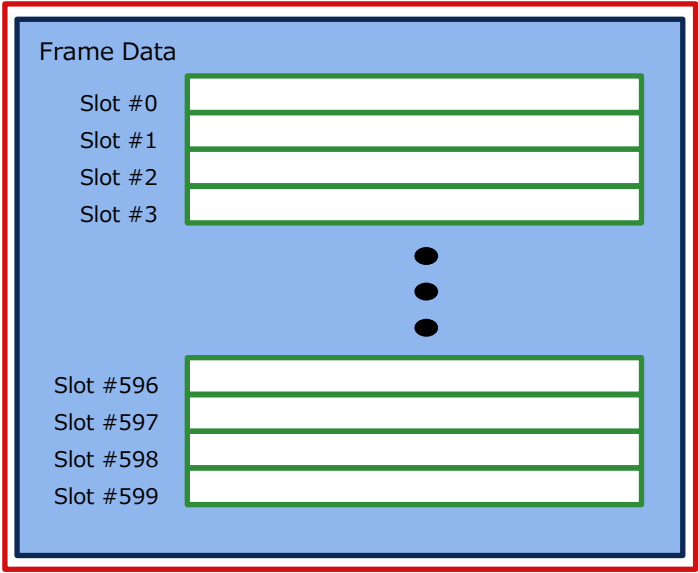 Frame Data
Slot #0
Slot #1
Slot #2
Slot #3
Slot #596
Slot #597
Slot #598
Slot #599